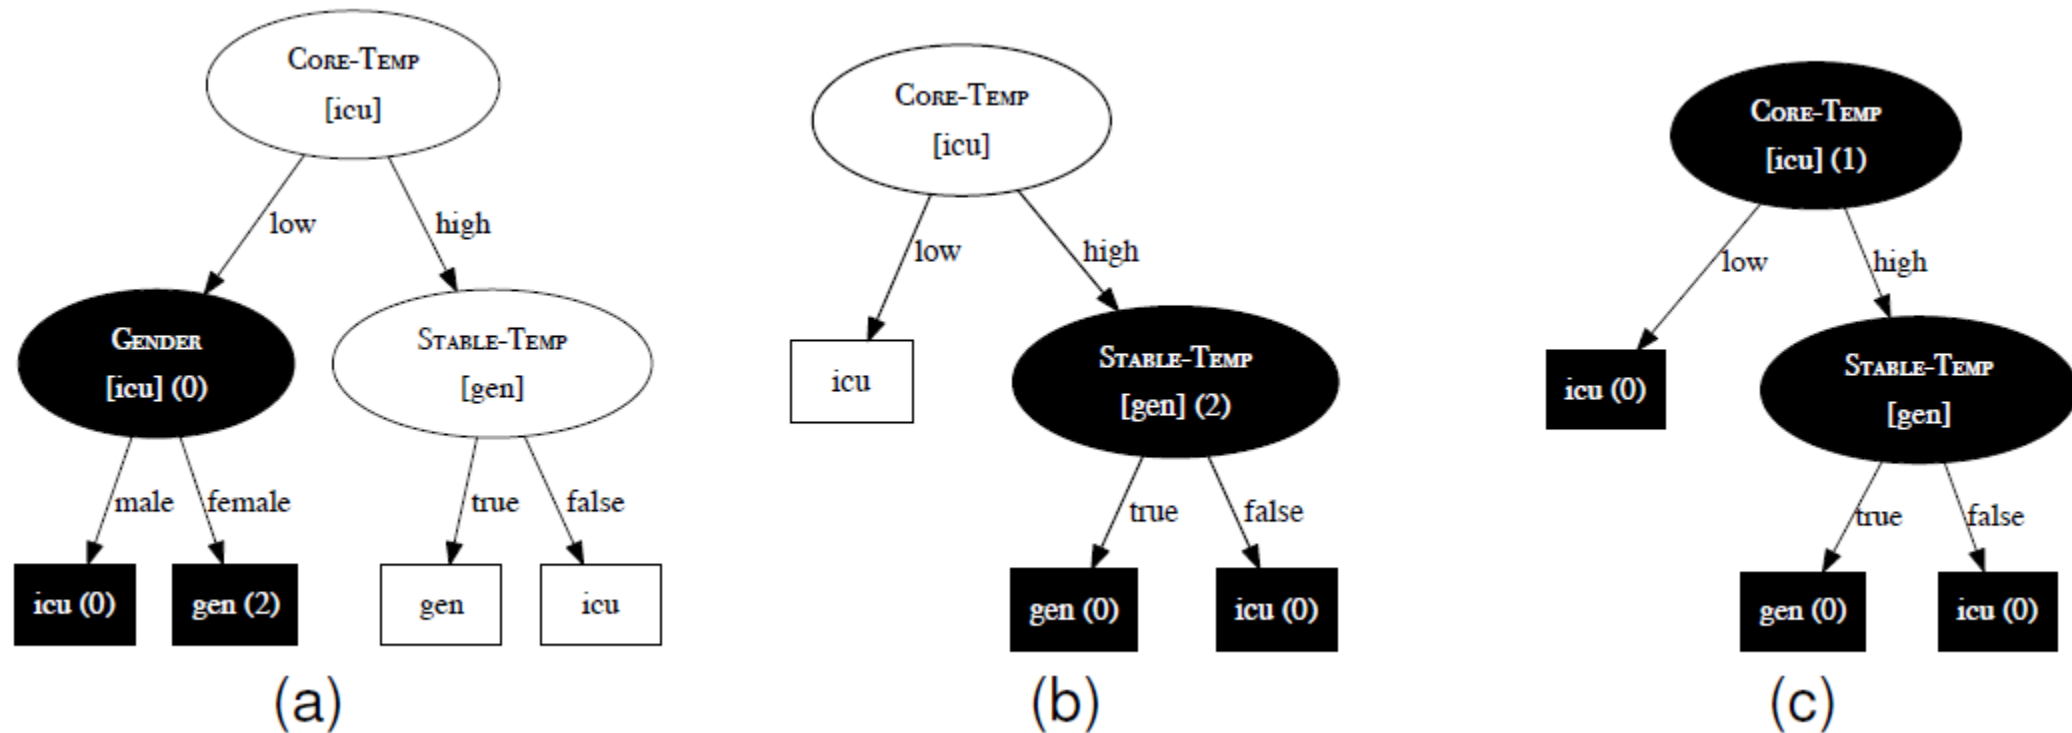 CORE-TEMP
[icu]
low
high
GENDER
[icu] (0)
STABLE-TEMP
[gen]
male
female
true
false
icu (0)
gen (2)
gen
icu
(a)
CORE-TEMP
[icu]
low
high
icu
STABLE-TEMP
[gen] (2)
true
false
gen (0)
icu (0)
(b)
CORE-TEMP
[icu] (1)
low
high
icu (0)
STABLE-TEMP
[gen]
true
false
gen (0)
icu (0)
(c)